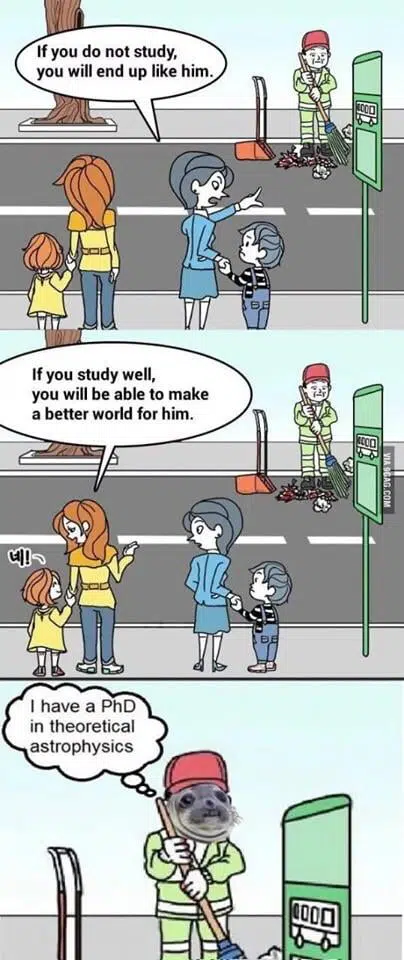 If you do not study,
you will end up like him.
If you study well,
you will be able to make
a better world for him.
네!~
VIA 9GAG.COM
I have a PhD
in theoretical
astrophysics